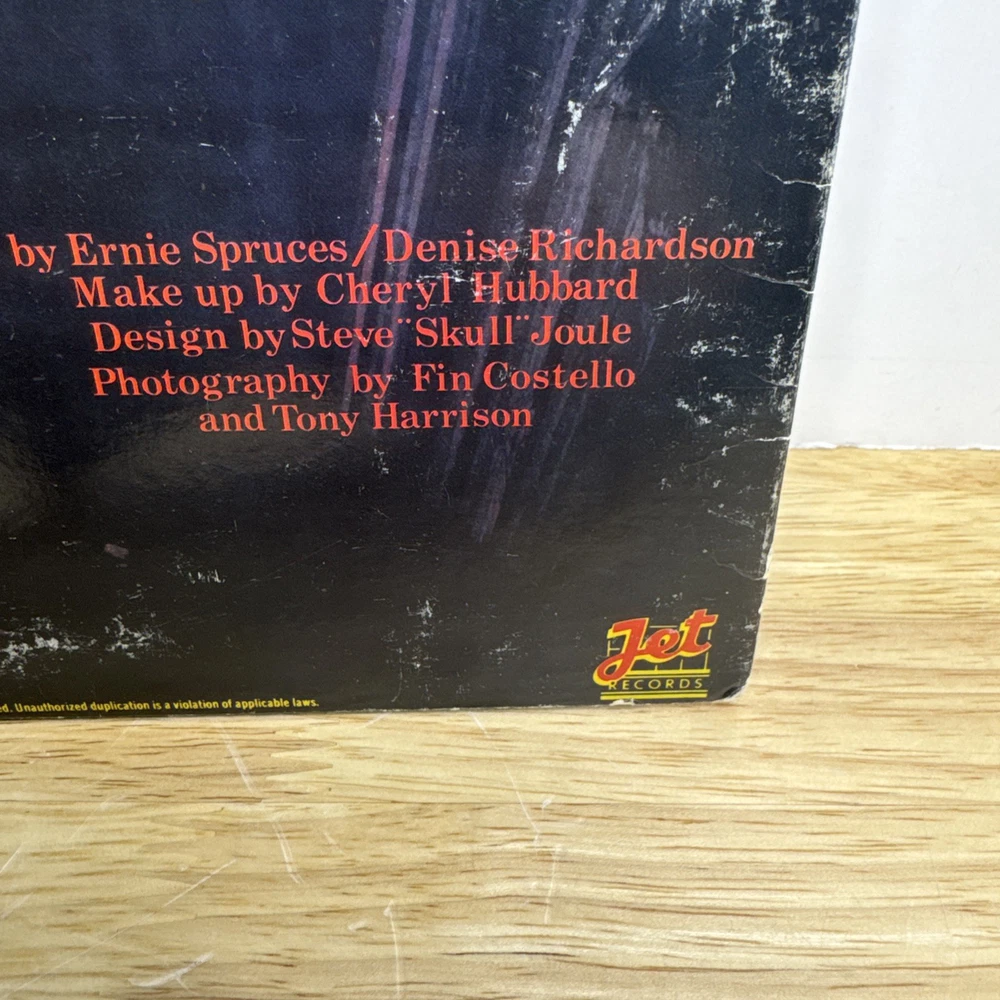 by Ernie Spruces/Denise Richardson
Make up by Cheryl Hubbard
Design by Steve "Skull" Joule
Photography by Fin Costello
and Tony Harrison
Jet
RECORDS
ed. Unauthorized duplication is a violation of applicable laws.